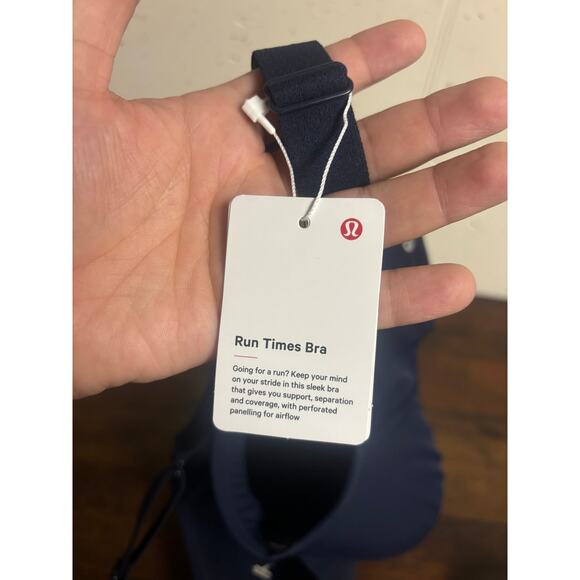 Run Times Bra
Going for a run? Keep your mind
on your stride in this sleek bra
that gives you support, separation
and coverage, with perforated
panelling for airflow